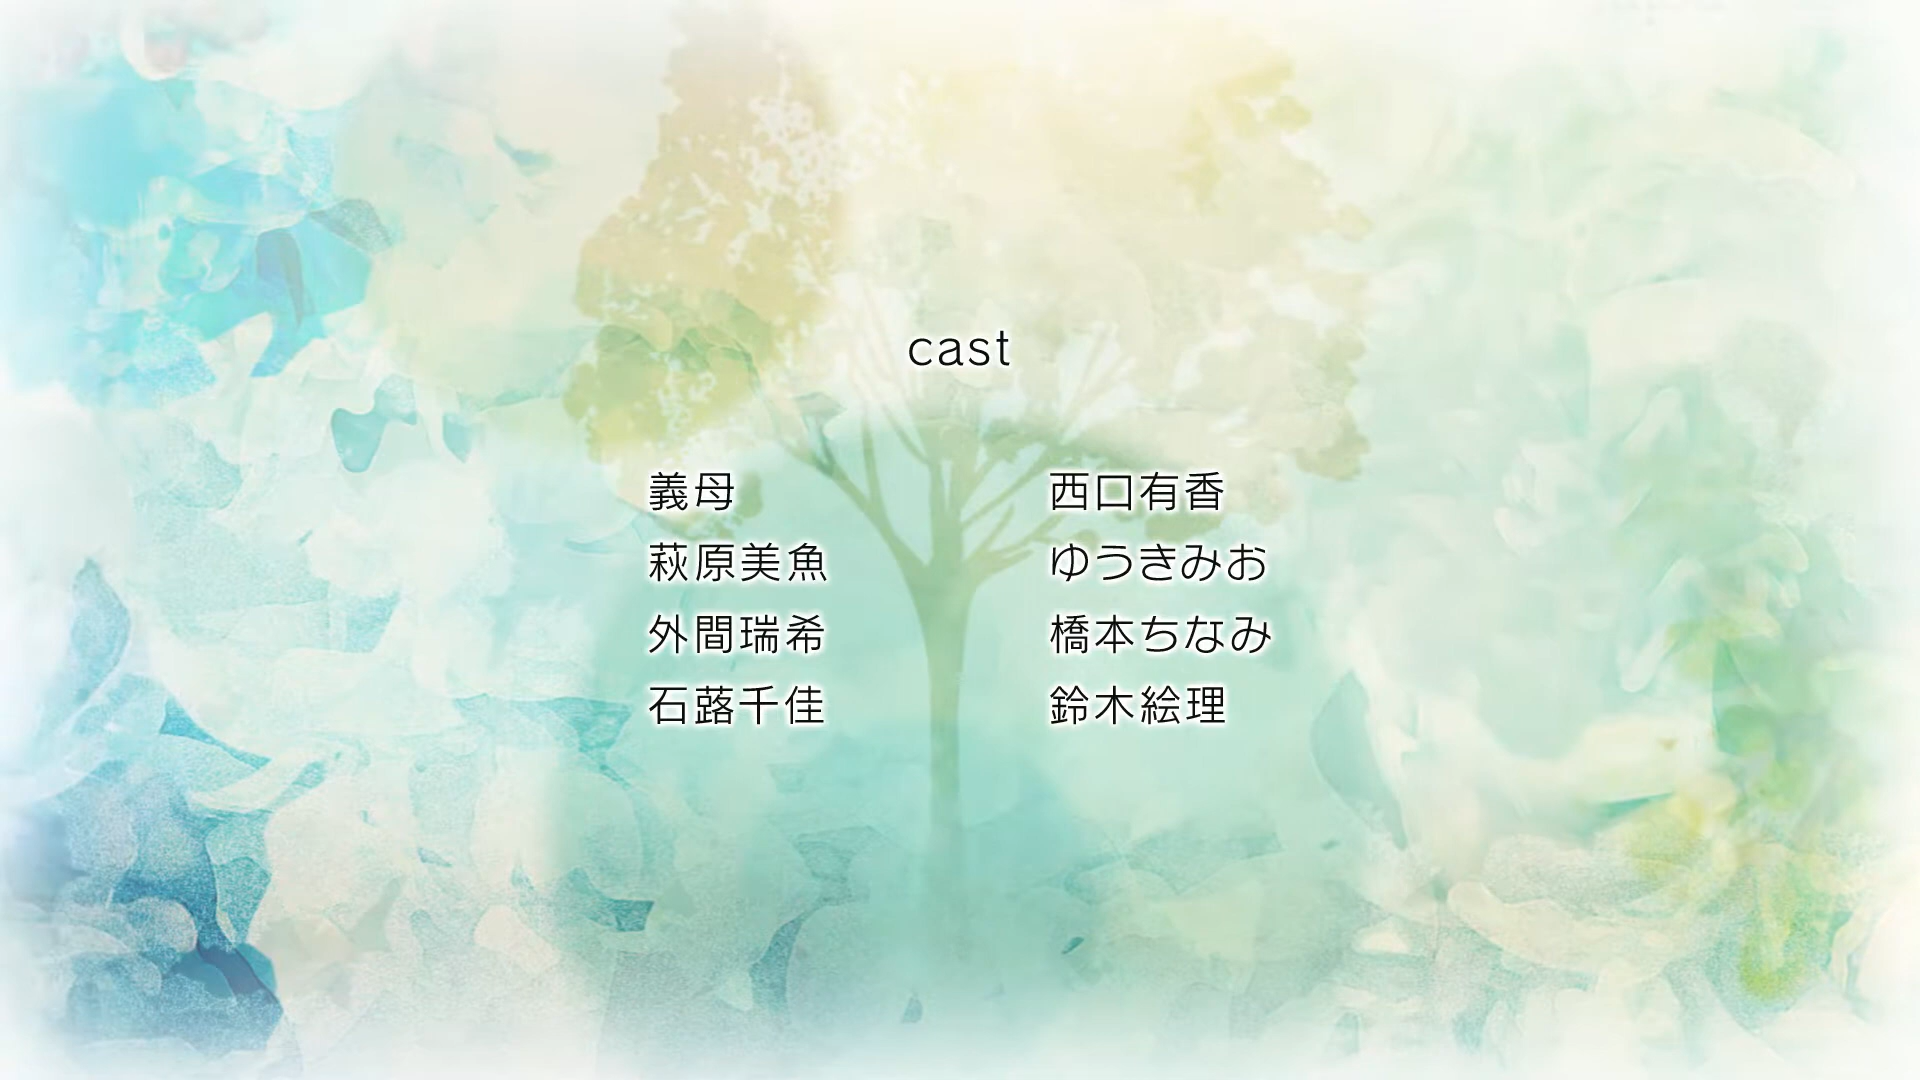 cast
義母 西口有香
萩原美魚 ゆうきみお
外間瑞希 橋本ちなみ
石蕗千佳 鈴木絵理